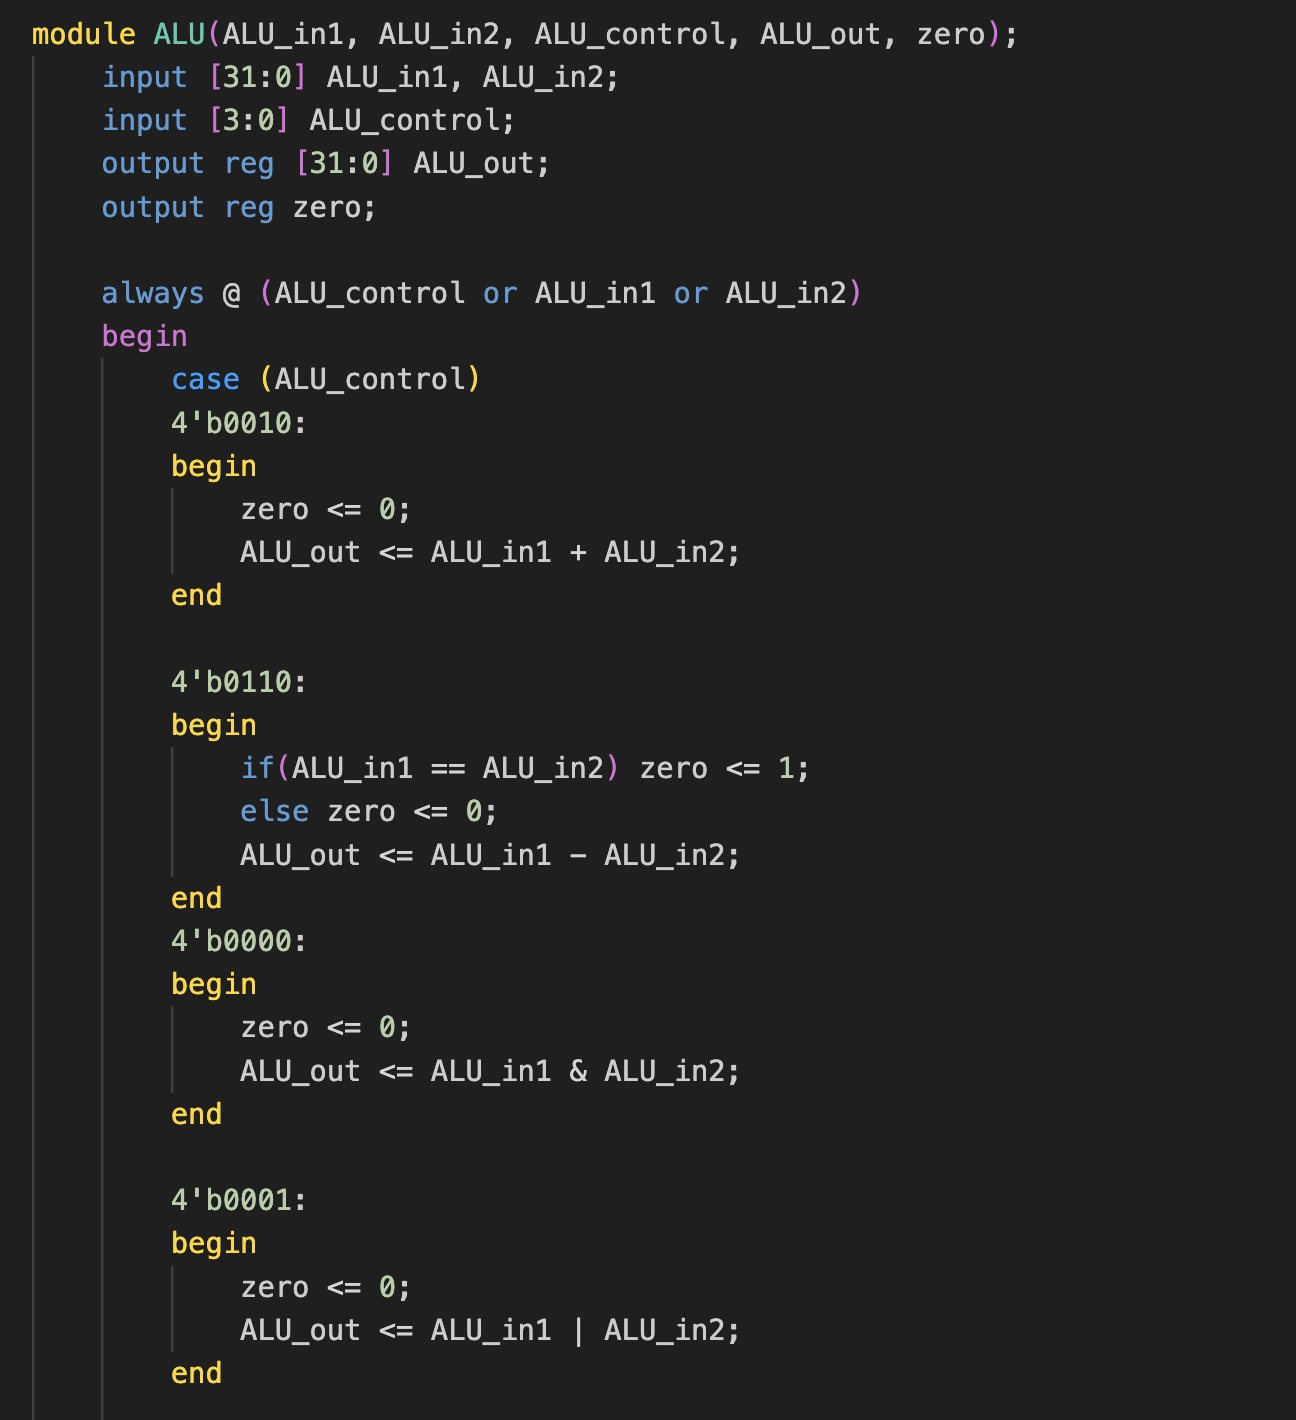 module ALU(ALU_in1, ALU_in2, ALU_control, ALU_out, zero);
    input [31:0] ALU_in1, ALU_in2;
    input [3:0] ALU_control;
    output reg [31:0] ALU_out;
    output reg zero;

    always @ (ALU_control or ALU_in1 or ALU_in2)
    begin
        case (ALU_control)
        4'b0010:
        begin
            zero <= 0;
            ALU_out <= ALU_in1 + ALU_in2;
        end

        4'b0110:
        begin
            if(ALU_in1 == ALU_in2) zero <= 1;
            else zero <= 0;
            ALU_out <= ALU_in1 - ALU_in2;
        end
        4'b0000:
        begin
            zero <= 0;
            ALU_out <= ALU_in1 & ALU_in2;
        end

        4'b0001:
        begin
            zero <= 0;
            ALU_out <= ALU_in1 | ALU_in2;
        end